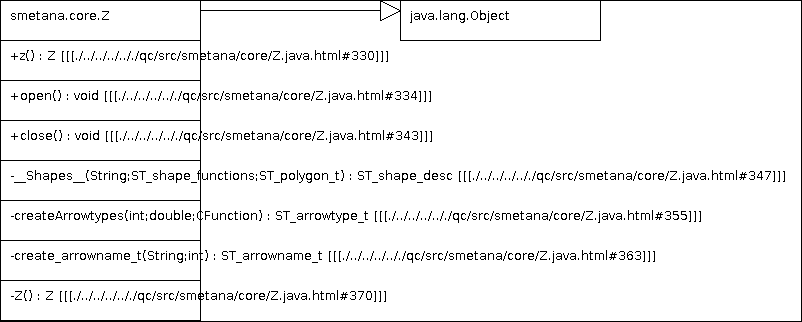 smetana.core.Z
java.lang.Object
+z() : Z [[[./../../../../../qc/src/smetana/core/Z.java.html#330]]]
+open() : void [[[./../../../../../qc/src/smetana/core/Z.java.html#334]]]
+close() : void [[[./../../../../../qc/src/smetana/core/Z.java.html#343]]]
-__Shapes__(String;ST_shape_functions;ST_polygon_t) : ST_shape_desc [[[./../../../../../qc/src/smetana/core/Z.java.html#347]]]
-createArrowtypes(int;double;CFunction) : ST_arrowtype_t [[[./../../../../../qc/src/smetana/core/Z.java.html#355]]]
-create_arrowname_t(String;int) : ST_arrowname_t [[[./../../../../../qc/src/smetana/core/Z.java.html#363]]]
-Z() : Z [[[./../../../../../qc/src/smetana/core/Z.java.html#370]]]